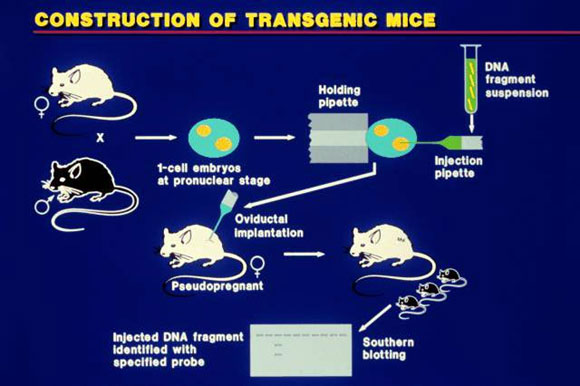 CONSTRUCTION OF TRANSGENIC MICE
DNA
fragment
suspension
Holding
pipette
♀
X
♂
1-cell embryos
at pronuclear stage
Injection
pipette
Oviductal
implantation
Pseudopregnant ♀
Injected DNA fragment
identified with
specified probe
Southern
blotting